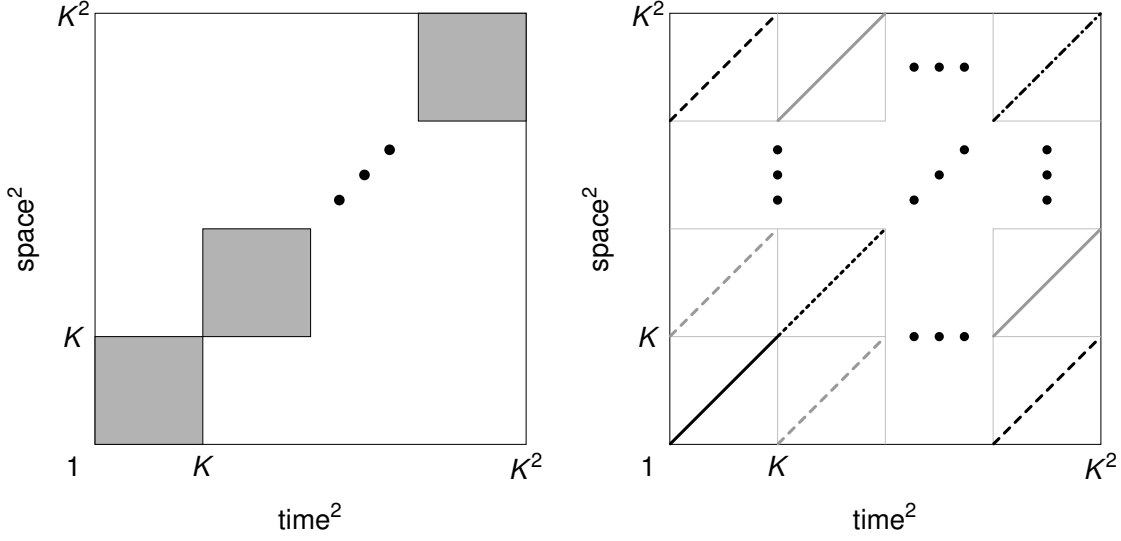 K²
space²
K
1 K K²
time²
K²
space²
K
1 K K²
time²